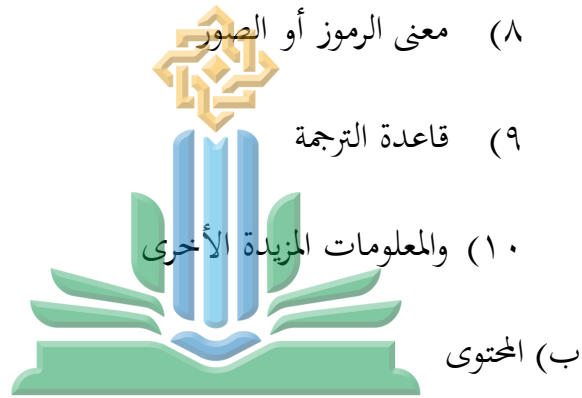 ٨) معنى الرموز أو الصور
٩) قاعدة الترجمة
١٠) والمعلومات المزيدة الأخرى
ب) المحتوى